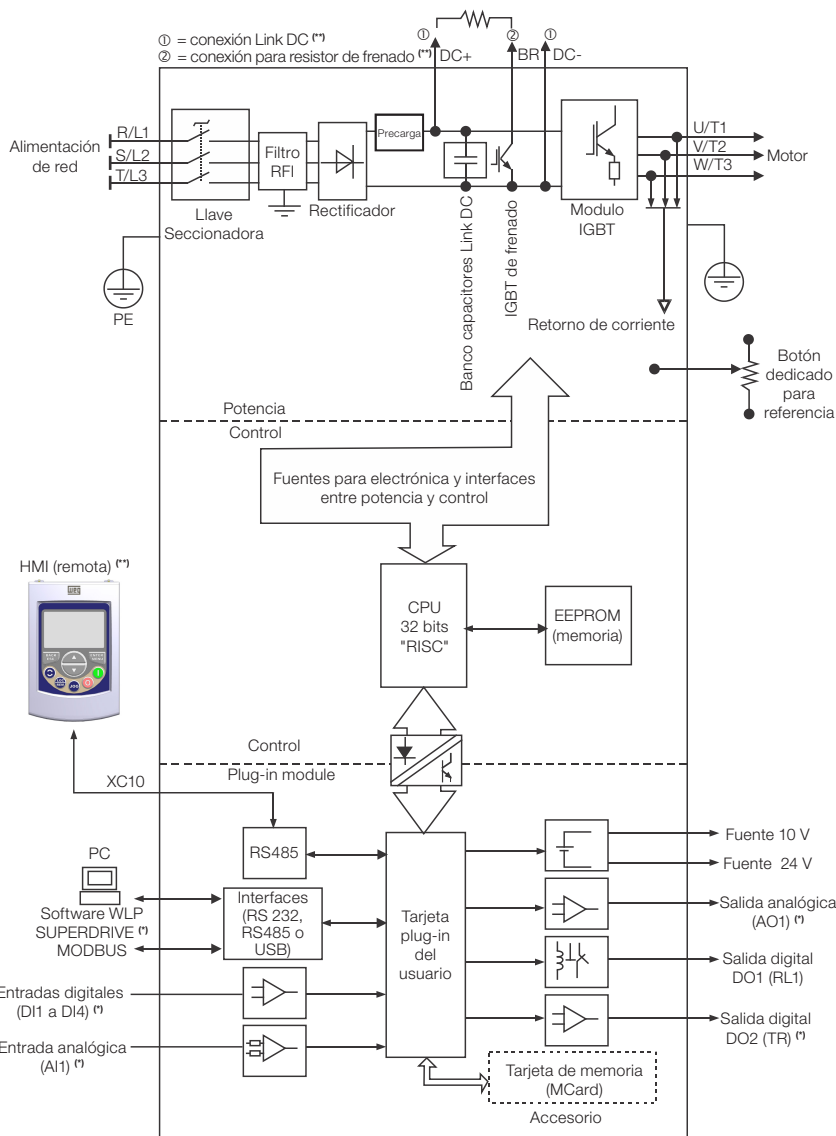 ① = conexión Link DC (**)
② = conexión para resistor de frenado (**)
①
②
①
DC+
BR
DC-
Alimentación
de red
R/L1
S/L2
T/L3
Filtro
RFI
Precarga
U/T1
V/T2
W/T3
Motor
Llave
Seccionadora
Rectificador
Banco capacitores Link DC
IGBT de frenado
Modulo
IGBT
PE
Retorno de corriente
Botón
dedicado
para
referencia
Potencia
Control
Fuentes para electrónica y interfaces
entre potencia y control
HMI (remota) (**)
CPU
32 bits
"RISC"
EEPROM
(memoria)
Control
Plug-in module
XC10
RS485
PC
Software WLP
SUPERDRIVE (*)
MODBUS
Interfaces
(RS 232,
RS485 o
USB)
Tarjeta
plug-in
del
usuario
Fuente 10 V
Fuente 24 V
Salida analógica
(AO1) (*)
Salida digital
DO1 (RL1)
Salida digital
DO2 (TR) (*)
Entradas digitales
(DI1 a DI4) (*)
Entrada analógica
(AI1) (*)
Tarjeta de memoria
(MCard)
Accesorio